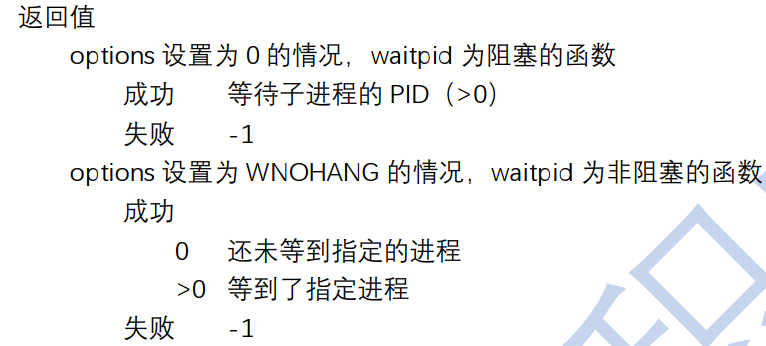 返回值
options 设置为 0 的情况，waitpid 为阻塞的函数
成功 等待子进程的 PID（>0）
失败 -1
options 设置为 WNOHANG 的情况，waitpid 为非阻塞的函数
成功
0 还未等到指定的进程
>0 等到了指定进程
失败 -1